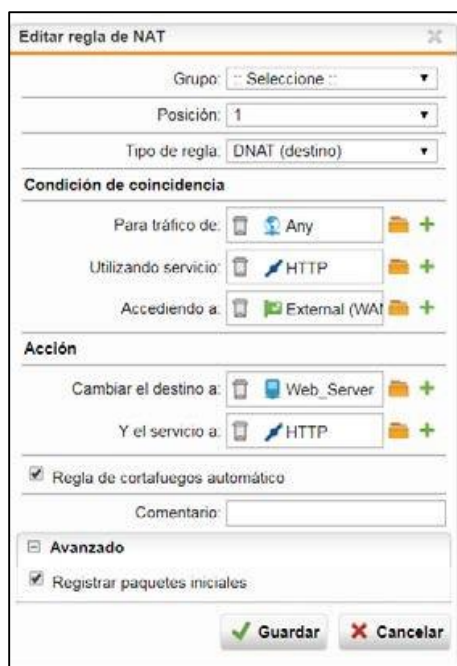 Editar regla de NAT
Grupo: :: Seleccione ::
Posición: 1
Tipo de regla: DNAT (destino)
Condición de coincidencia
Para tráfico de: Any
Utilizando servicio: HTTP
Accediendo a: External (WAN
Acción
Cambiar el destino a: Web_Server
Y el servicio a: HTTP
Regla de cortafuegos automático
Comentario:
Avanzado
Registrar paquetes iniciales
Guardar Cancelar